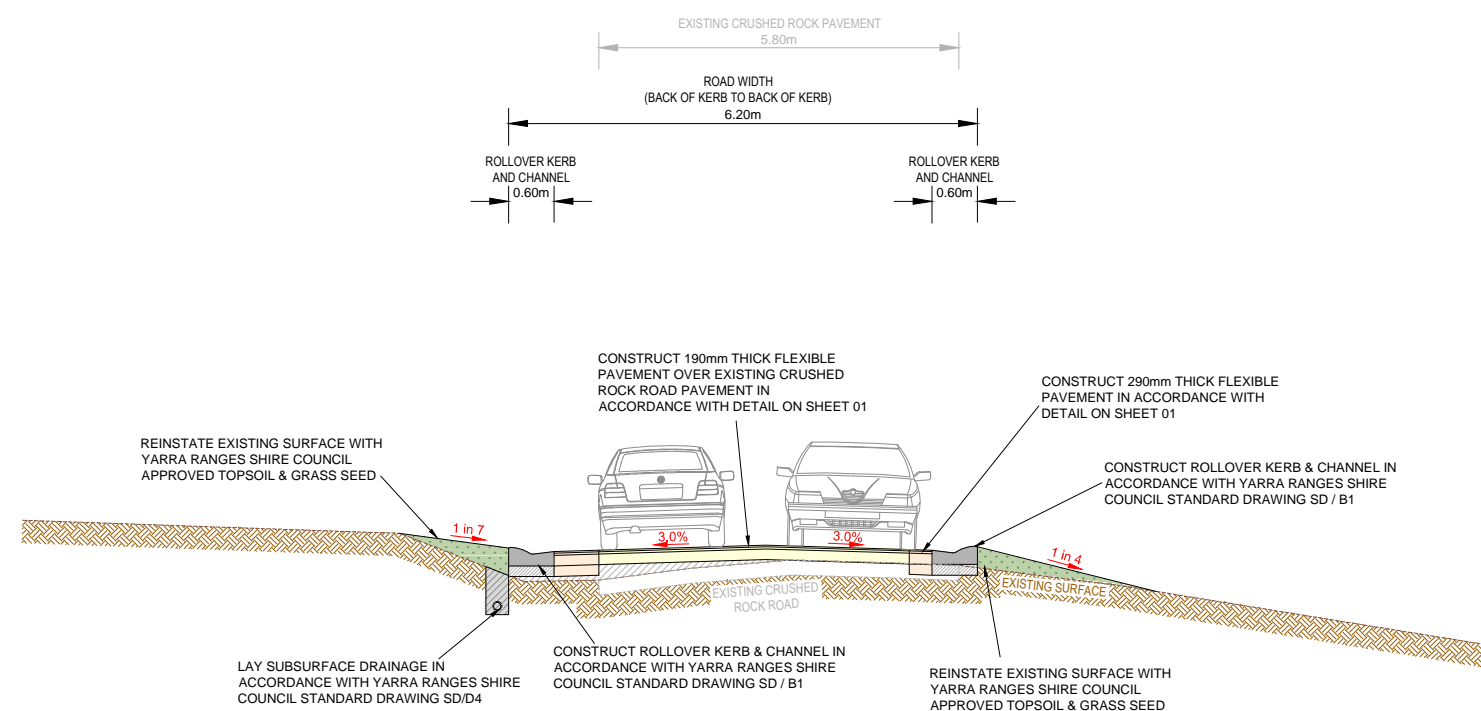 EXISTING CRUSHED ROCK PAVEMENT
5.80m
ROAD WIDTH
(BACK OF KERB TO BACK OF KERB)
6.20m
ROLLOVER KERB
AND CHANNEL
0.60m
ROLLOVER KERB
AND CHANNEL
0.60m
CONSTRUCT 190mm THICK FLEXIBLE
PAVEMENT OVER EXISTING CRUSHED
ROCK ROAD PAVEMENT IN
ACCORDANCE WITH DETAIL ON SHEET 01
CONSTRUCT 290mm THICK FLEXIBLE
PAVEMENT IN ACCORDANCE WITH
DETAIL ON SHEET 01
REINSTATE EXISTING SURFACE WITH
YARRA RANGES SHIRE COUNCIL
APPROVED TOPSOIL & GRASS SEED
CONSTRUCT ROLLOVER KERB & CHANNEL IN
ACCORDANCE WITH YARRA RANGES SHIRE
COUNCIL STANDARD DRAWING SD / B1
1 in 7
3.0%
3.0%
1 in 4
EXISTING CRUSHED
ROCK ROAD
EXISTING SURFACE
LAY SUBSURFACE DRAINAGE IN
ACCORDANCE WITH YARRA RANGES SHIRE
COUNCIL STANDARD DRAWING SD/D4
CONSTRUCT ROLLOVER KERB & CHANNEL IN
ACCORDANCE WITH YARRA RANGES SHIRE
COUNCIL STANDARD DRAWING SD / B1
REINSTATE EXISTING SURFACE WITH
YARRA RANGES SHIRE COUNCIL
APPROVED TOPSOIL & GRASS SEED